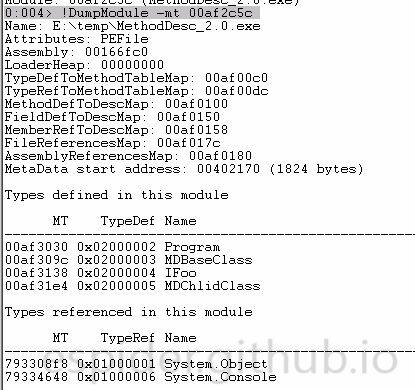 Module: 00af2c5c (MethodDesc_2.0.exe)
0:004> !DumpModule -mt 00af2c5c
Name: E:\temp\MethodDesc_2.0.exe
Attributes: PEFile
Assembly: 00166fc0
LoaderHeap: 00000000
TypeDefToMethodTableMap: 00af00c0
TypeRefToMethodTableMap: 00af00dc
MethodDefToDescMap: 00af0100
FieldDefToDescMap: 00af0150
MemberRefToDescMap: 00af0158
FileReferencesMap: 00af017c
AssemblyReferencesMap: 00af0180
MetaData start address: 00402170 (1824 bytes)
Types defined in this module
MT TypeDef Name
00af3030 0x02000002 Program
00af309c 0x02000003 MDBaseClass
00af3138 0x02000004 IFoo
00af31e4 0x02000005 MDChlidClass
Types referenced in this module
MT TypeRef Name
793308f8 0x01000001 System.Object
79334648 0x01000006 System.Console
espider.github.io